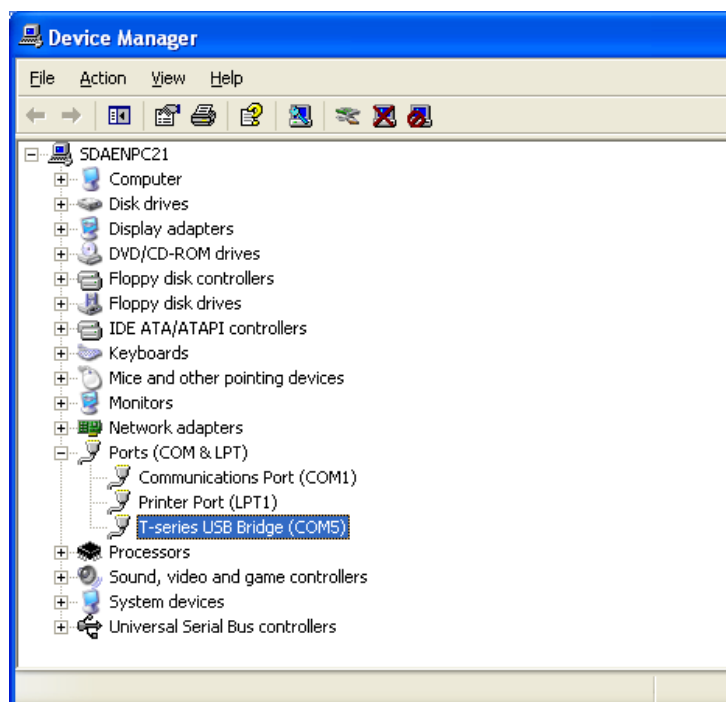 Device Manager
File Action View Help
SDAENPC21
Computer
Disk drives
Display adapters
DVD/CD-ROM drives
Floppy disk controllers
Floppy disk drives
IDE ATA/ATAPI controllers
Keyboards
Mice and other pointing devices
Monitors
Network adapters
Ports (COM & LPT)
Communications Port (COM1)
Printer Port (LPT1)
T-series USB Bridge (COM5)
Processors
Sound, video and game controllers
System devices
Universal Serial Bus controllers